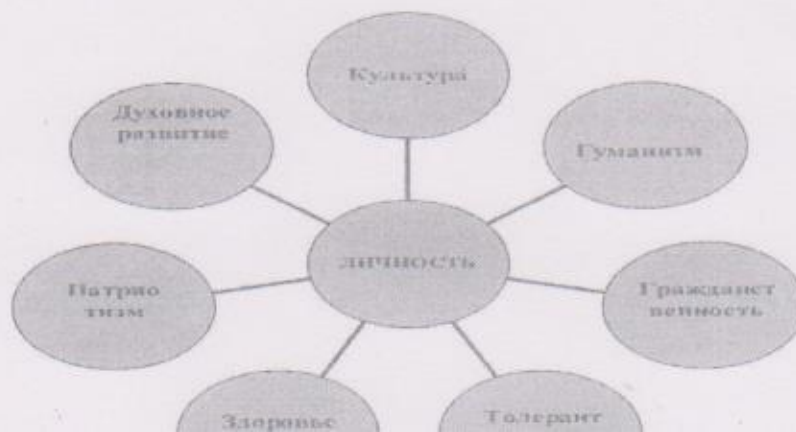 Культура
Духовное
развитие
Гуманизм
ЛИЧНОСТЬ
Патрио
тизм
Гражданст
венность
Здоровье
Толерант